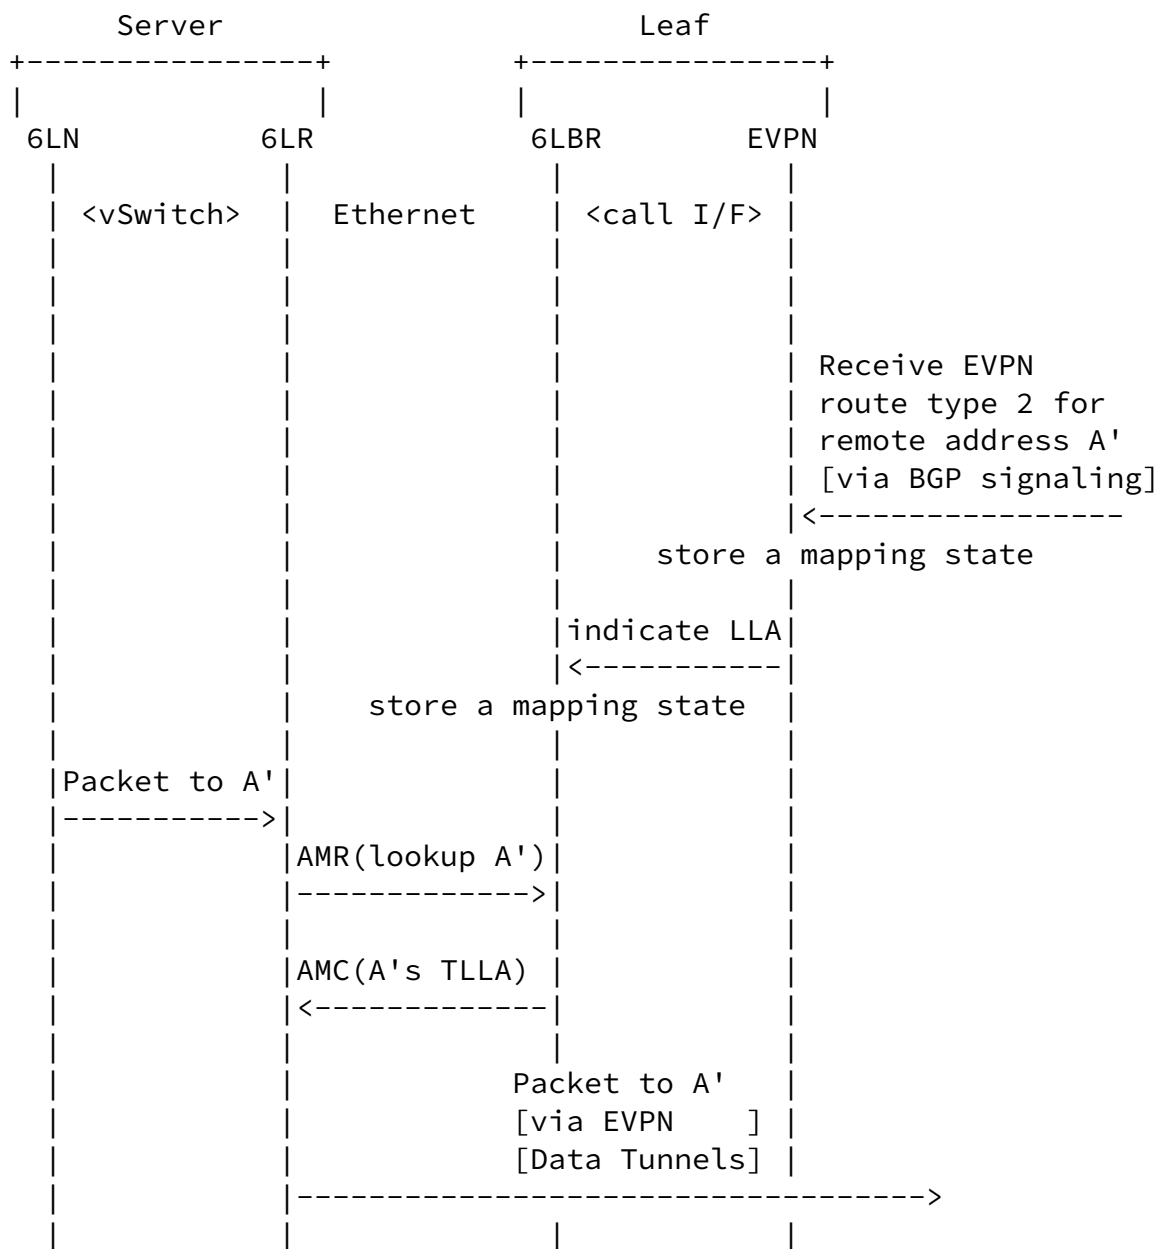 Server Leaf
6LN 6LR 6LBR EVPN
<vSwitch> Ethernet <call I/F>
Receive EVPN
route type 2 for
remote address A'
[via BGP signaling]
store a mapping state
indicate LLA
store a mapping state
Packet to A'
AMR(lookup A')
AMC(A's TLLA)
Packet to A'
[via EVPN ]
[Data Tunnels]